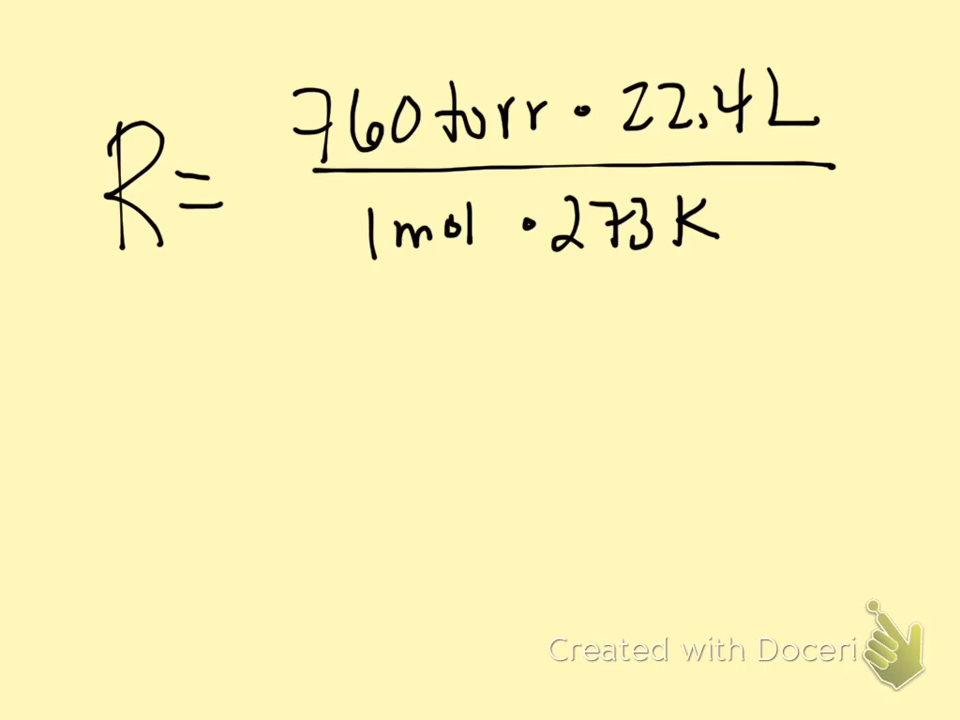 760 torr • 22.4 L
R =
1 mol • 273 K
Created with Doceri